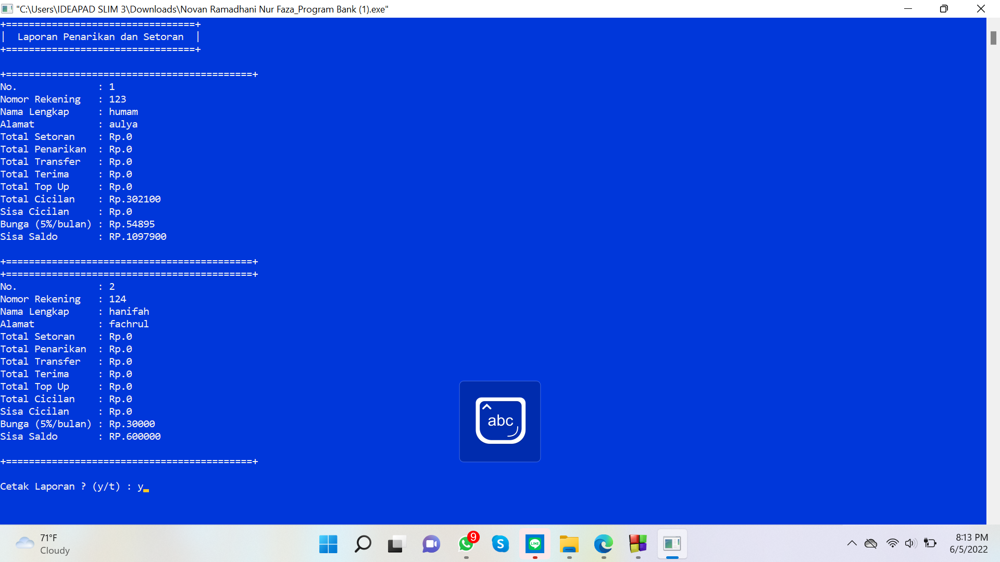 "C:\Users\IDEAPAD SLIM 3\Downloads\Novan Ramadhani Nur Faza_Program Bank (1).exe"
+=================================+
|  Laporan Penarikan dan Setoran  |
+=================================+
+===========================================+
No.              : 1
Nomor Rekening   : 123
Nama Lengkap     : humam
Alamat           : aulya
Total Setoran    : Rp.0
Total Penarikan  : Rp.0
Total Transfer   : Rp.0
Total Terima     : Rp.0
Total Top Up     : Rp.0
Total Cicilan    : Rp.302100
Sisa Cicilan     : Rp.0
Bunga (5%/bulan) : Rp.54895
Sisa Saldo       : RP.1097900
+===========================================+
+===========================================+
No.              : 2
Nomor Rekening   : 124
Nama Lengkap     : hanifah
Alamat           : fachrul
Total Setoran    : Rp.0
Total Penarikan  : Rp.0
Total Transfer   : Rp.0
Total Terima     : Rp.0
Total Top Up     : Rp.0
Total Cicilan    : Rp.0
Sisa Cicilan     : Rp.0
Bunga (5%/bulan) : Rp.30000
Sisa Saldo       : RP.600000
+===========================================+
Cetak Laporan ? (y/t) : y
abc
71°F
Cloudy
9
S
LINE
8:13 PM
6/5/2022